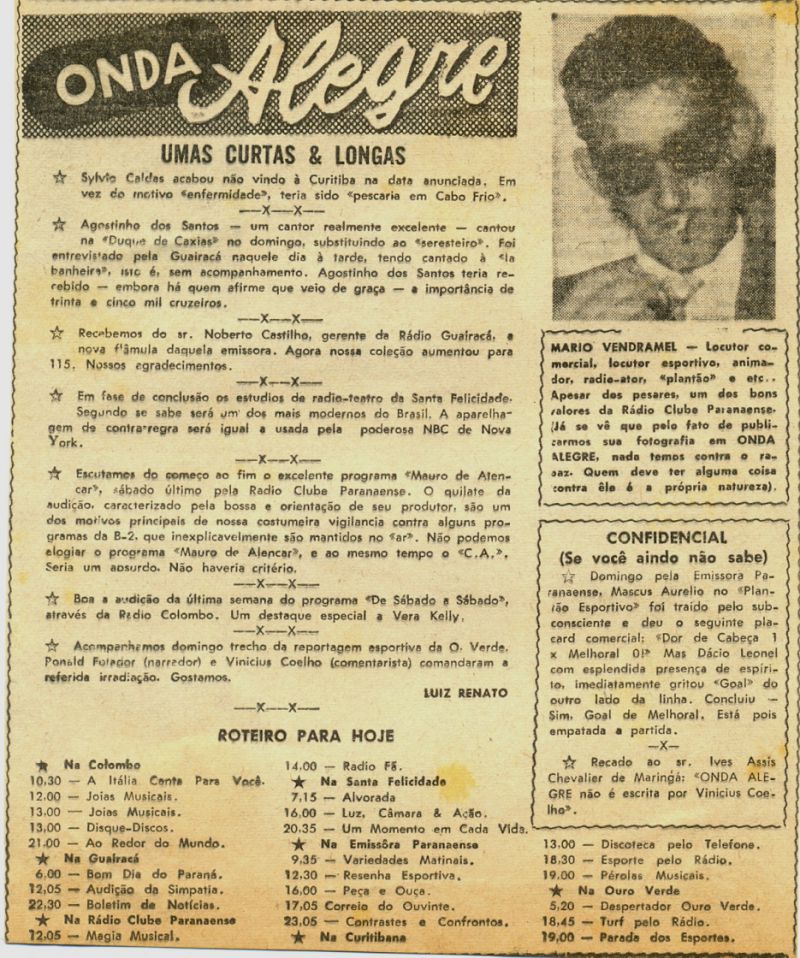 ONDA Alegre
UMAS CURTAS & LONGAS
☆ Sylvio Caldas acabou não vindo à Curitiba na data anunciada. Em
vez do motivo «enfermidade», teria sido «pescaria em Cabo Frio».
—X—X—
☆ Agostinho dos Santos — um cantor realmente excelente — cantou
na «Duque de Caxias» no domingo, substituindo ao «seresteiro». Foi
entrevistado pela Guairacá naquele dia à tarde, tendo cantado à «la
banheira», isto é, sem acompanhamento. Agostinho dos Santos teria re-
cebido — embora há quem afirme que veio de graça — a importância de
trinta e cinco mil cruzeiros.
—X—X—
☆ Recebemos do sr. Noberto Castilho, gerente da Rádio Guairacá, a
nova flâmula daquela emissora. Agora nossa coleção aumentou para
115. Nossos agradecimentos.
—X—X—
☆ Em fase de conclusão os estudios de radio-teatro da Santa Felicidade.
Segundo se sabe será um dos mais modernos do Brasil. A aparelha-
gem de contra-regra será igual a usada pela poderosa NBC de Nova
York.
—X—X—
☆ Escutamos do começo ao fim o excelente programa «Mauro de Alen-
car», sábado último pela Radio Clube Paranaense. O quilate da
audição, caracterizado pela bossa e orientação de seu produtor, são um
dos motivos principais de nossa costumeira vigilancia contra alguns pro-
gramas da B-2, que inexplicavelmente são mantidos no «ar». Não podemos
elogiar o programa «Mauro de Alencar», e ao mesmo tempo o «C.A.».
Seria um absurdo. Não haveria critério.
—X—X—
☆ Boa a audição da última semana do programa «De Sábado a Sábado»,
através da Rádio Colombo. Um destaque especial a Vera Kelly.
—X—X—
☆ Acompanhamos domingo trecho da reportagem esportiva da O. Verde.
Ponald (narrador) e Vinicius Coelho (comentarista) comandaram a
referida irradiação. Gostamos.
LUIZ RENATO
—X—X—
MARIO VENDRAMEL — Locutor co-
mercial, locutor esportivo, anima-
dor, radio-ator, «plantão» e etc..
Apesar dos pesares, um dos bons
valores da Rádio Clube Paranaense.
(Já se vê que pelo fato de publi-
carmos sua fotografia em ONDA
ALEGRE, nada temos contra o ra-
paz. Quem deve ter alguma coisa
contra êle é a própria natureza).
CONFIDENCIAL
(Se você aindo não sabe)
☆ Domingo pela Emissora Pa-
ranaense, Mascus Aurelio no «Plan-
tão Esportivo» foi traído pelo sub-
consciente e deu o seguinte pla-
card comercial: «Dor de Cabeça 1
x Melhoral 0!» Mas Dácio Leonel
com esplendida presença de espíri-
to, imediatamente gritou «Goal» do
outro lado da linha. Concluiu —
Sim, Goal de Melhoral. Está pois
empatada a partida.
—X—
☆ Recado ao sr. Ives Assis
Chevalier de Maringá: «ONDA ALE-
GRE não é escrita por Vinicius Coe-
lho».
ROTEIRO PARA HOJE
★ Na Colombo
10,30 — A Itália Canta Para Você.
12.00 — Joias Musicais.
13,00 — Joias Musicais.
13,00 — Disque-Discos.
21,00 — Ao Redor do Mundo.
★ Na Guairacá
6.00 — Bom Dia do Paraná.
12,05 — Audição da Simpatia.
22,30 — Boletim de Notícias.
★ Na Rádio Clube Paranaense
12,05 — Magia Musical.
14,00 — Radio Fã.
★ Na Santa Felicidade
7,15 — Alvorada
16,00 — Luz, Câmara & Ação.
20,35 — Um Momento em Cada Vida.
★ Na Emissôra Paranaense
9,35 — Variedades Matinais.
12,30 — Resenha Esportiva.
16,00 — Peça e Ouça.
17,05 Correio do Ouvinte.
23,05 — Contrastes e Confrontos.
★ Na Curitibana
13.00 — Discoteca pelo Telefone.
18,30 — Esporte pelo Rádio.
19,00 — Pérolas Musicais.
★ Na Ouro Verde
5,20 — Despertador Ouro Verde.
18,45 — Turf pelo Rádio.
19,00 — Parada dos Esportes.